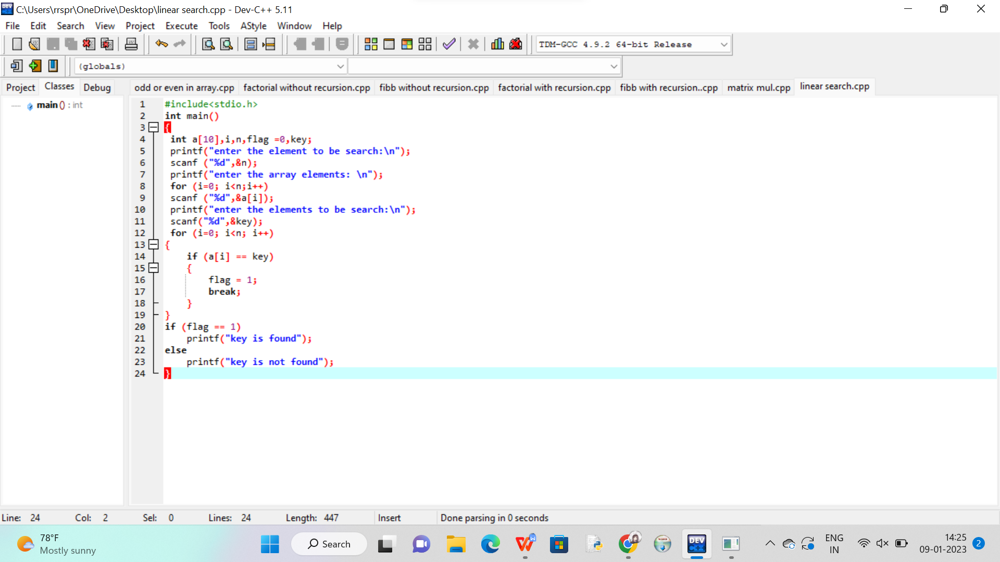 C:\Users\rrspr\OneDrive\Desktop\linear search.cpp - Dev-C++ 5.11
File Edit Search View Project Execute Tools AStyle Window Help
TDM-GCC 4.9.2 64-bit Release
(globals)
Project Classes Debug
odd or even in array.cpp factorial without recursion.cpp fibb without recursion.cpp factorial with recursion.cpp fibb with recursion..cpp matrix mul.cpp linear search.cpp
main () : int
1 #include<stdio.h>
2 int main()
3 {
4 int a[10],i,n,flag =0,key;
5 printf("enter the element to be search:\n");
6 scanf ("%d",&n);
7 printf("enter the array elements: \n");
8 for (i=0; i<n;i++)
9 scanf ("%d",&a[i]);
10 printf("enter the elements to be search:\n");
11 scanf("%d",&key);
12 for (i=0; i<n; i++)
13 {
14 if (a[i] == key)
15 {
16 flag = 1;
17 break;
18 }
19 }
20 if (flag == 1)
21 printf("key is found");
22 else
23 printf("key is not found");
24 }
Line: 24 Col: 2 Sel: 0 Lines: 24 Length: 447 Insert Done parsing in 0 seconds
78°F
Mostly sunny
Search
DEV
C++
ENG
IN
14:25
09-01-2023
2